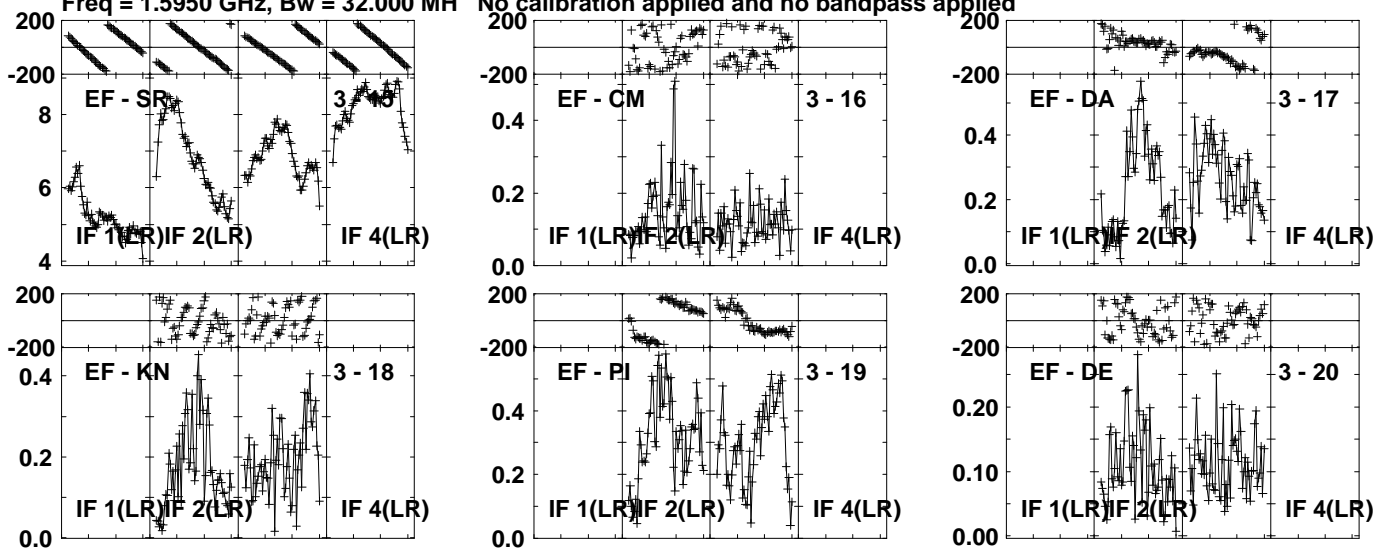 Freq = 1.5950 GHz, Bw = 32.000 MH No calibration applied and no bandpass applied
200
-200
EF - SR
3 - 15
8
6
4
IF 1(LR) IF 2(LR) IF 4(LR)
200
-200
EF - CM
3 - 16
0.4
0.2
0.0
IF 1(LR) IF 2(LR) IF 4(LR)
200
-200
EF - DA
3 - 17
0.4
0.2
0.0
IF 1(LR) IF 2(LR) IF 4(LR)
200
-200
EF - KN
3 - 18
0.4
0.2
0.0
IF 1(LR) IF 2(LR) IF 4(LR)
200
-200
EF - PI
3 - 19
0.4
0.2
0.0
IF 1(LR) IF 2(LR) IF 4(LR)
200
-200
EF - DE
3 - 20
0.20
0.10
0.00
IF 1(LR) IF 2(LR) IF 4(LR)